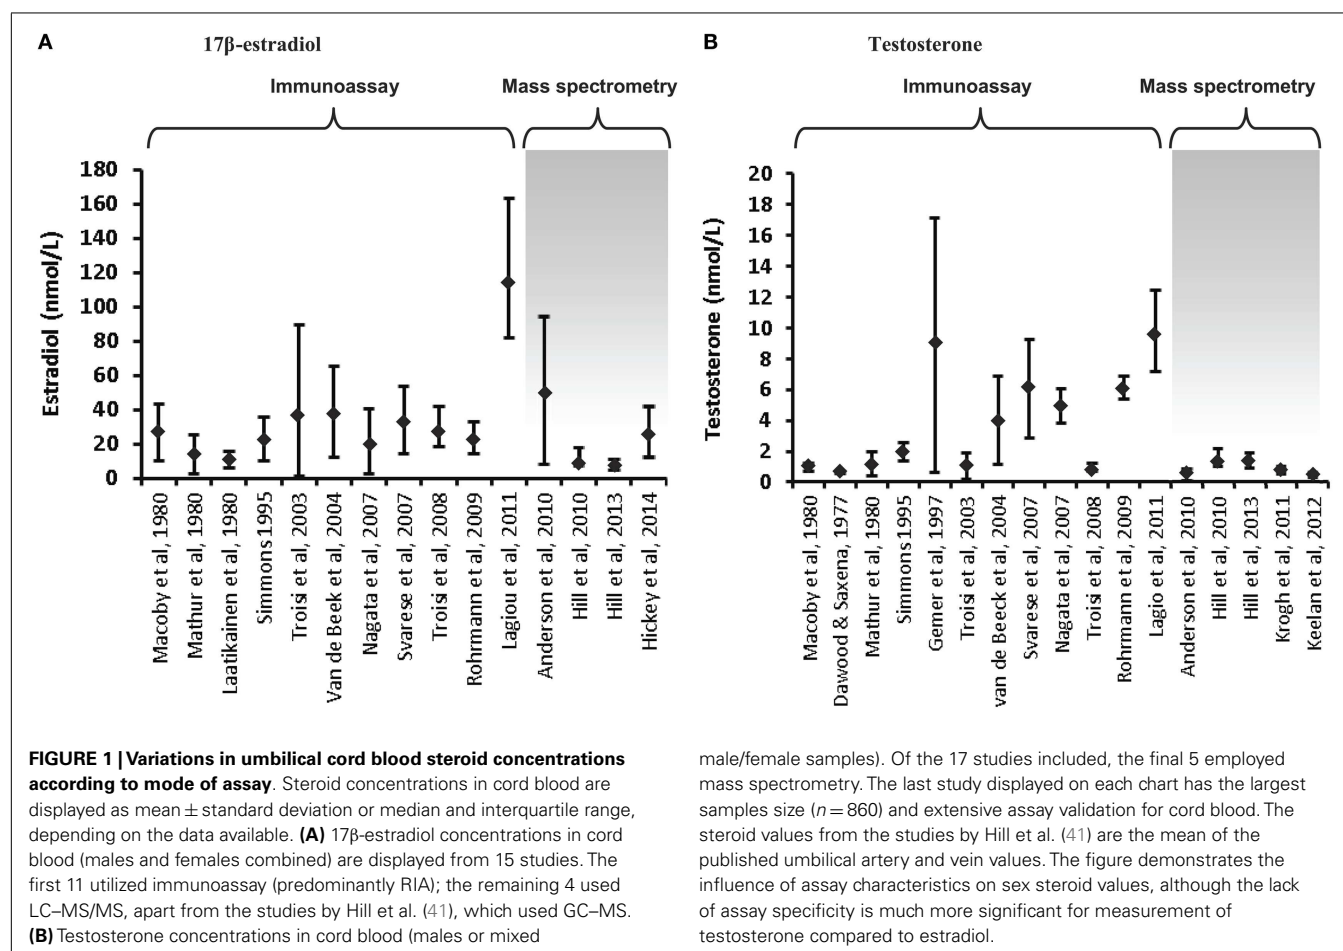 A
17β-estradiol
Immunoassay
Mass spectrometry
Estradiol (nmol/L)
180
160
140
120
100
80
60
40
20
0
Macoby et al, 1980
Mathur et al, 1980
Laatikainen et al, 1980
Simmons 1995
Troisi et al, 2003
Van de Beek et al, 2004
Nagata et al, 2007
Svarese et al, 2007
Troisi et al, 2008
Rohrmann et al, 2009
Lagiou et al, 2011
Anderson et al, 2010
Hill et al, 2010
Hill et al, 2013
Hickey et al, 2014
B
Testosterone
Immunoassay
Mass spectrometry
Testosterone (nmol/L)
20
18
16
14
12
10
8
6
4
2
0
Macoby et al, 1980
Dawood & Saxena, 1977
Mathur et al, 1980
Simmons 1995
Gemer et al, 1997
Troisi et al, 2003
van de Beeck et al, 2004
Svarese et al, 2007
Nagata et al, 2007
Troisi et al, 2008
Rohrmann et al, 2009
Lagio et al, 2011
Anderson et al, 2010
Hill et al, 2010
Hill et al, 2013
Krogh et al, 2011
Keelan et al, 2012
FIGURE 1 | Variations in umbilical cord blood steroid concentrations
according to mode of assay. Steroid concentrations in cord blood are
displayed as mean ± standard deviation or median and interquartile range,
depending on the data available. (A) 17β-estradiol concentrations in cord
blood (males and females combined) are displayed from 15 studies. The
first 11 utilized immunoassay (predominantly RIA); the remaining 4 used
LC–MS/MS, apart from the studies by Hill et al. (41), which used GC–MS.
(B) Testosterone concentrations in cord blood (males or mixed
male/female samples). Of the 17 studies included, the final 5 employed
mass spectrometry. The last study displayed on each chart has the largest
samples size (n = 860) and extensive assay validation for cord blood. The
steroid values from the studies by Hill et al. (41) are the mean of the
published umbilical artery and vein values. The figure demonstrates the
influence of assay characteristics on sex steroid values, although the lack
of assay specificity is much more significant for measurement of
testosterone compared to estradiol.